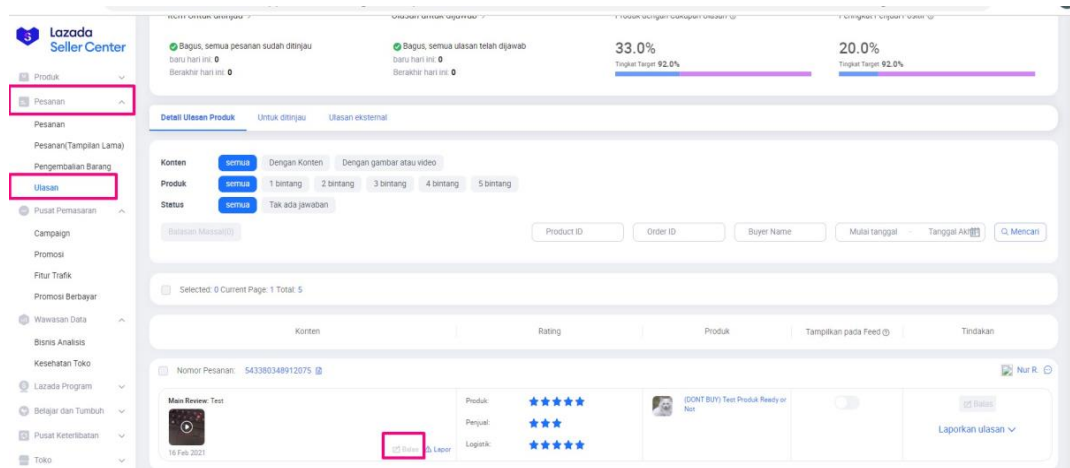 Lazada
Seller Center
Produk
Pesanan
Pesanan
Pesanan(Tampilan Lama)
Pengembalian Barang
Ulasan
Pusat Pemasaran
Campaign
Promosi
Fitur Trafik
Promosi Berbayar
Wawasan Data
Bisnis Analisis
Kesehatan Toko
Lazada Program
Belajar dan Tumbuh
Pusat Keterlibatan
Toko
Bagus, semua pesanan sudah ditinjau
baru hari ini: 0
Berakhir hari ini: 0
Bagus, semua ulasan telah dijawab
baru hari ini: 0
Berakhir hari ini: 0
33.0%
Tingkat Target 92.0%
20.0%
Tingkat Target 92.0%
Detail Ulasan Produk Untuk ditinjau Ulasan eksternal
Konten semua Dengan Konten Dengan gambar atau video
Produk semua 1 bintang 2 bintang 3 bintang 4 bintang 5 bintang
Status semua Tak ada jawaban
Balasan Massal(0) Product ID Order ID Buyer Name Mulai tanggal - Tanggal Akhir Mencari
Selected: 0 Current Page: 1 Total: 5
Konten Rating Produk Tampilkan pada Feed Tindakan
Nomor Pesanan: 543380348912075 Nur R.
Main Review: Test
16 Feb 2021
Balas Lapor
Produk:
Penjual:
Logistik:
(DONT BUY) Test Produk Ready or
Not
Balas
Laporkan ulasan